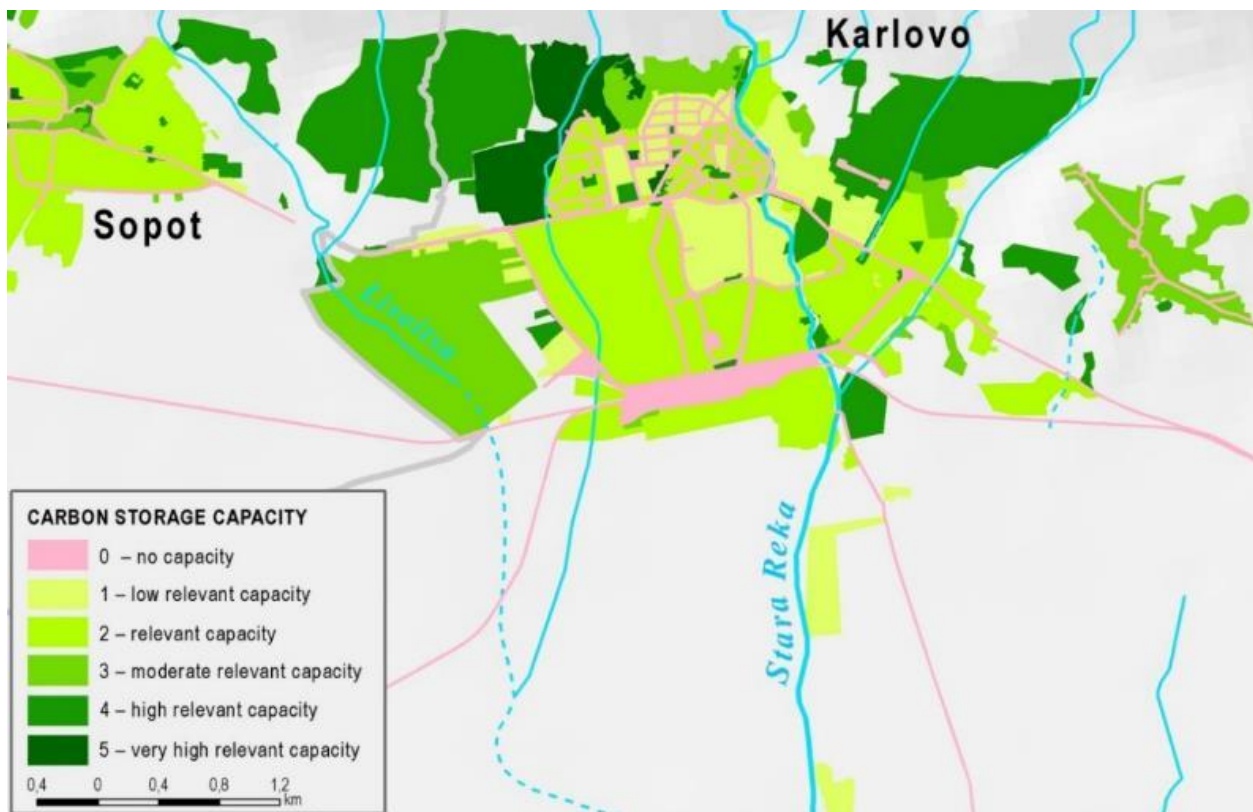 Karlovo
Sopot
Stara Reka
CARBON STORAGE CAPACITY
0 – no capacity
1 – low relevant capacity
2 – relevant capacity
3 – moderate relevant capacity
4 – high relevant capacity
5 – very high relevant capacity
0,4 0 0,4 0,8 1,2
km